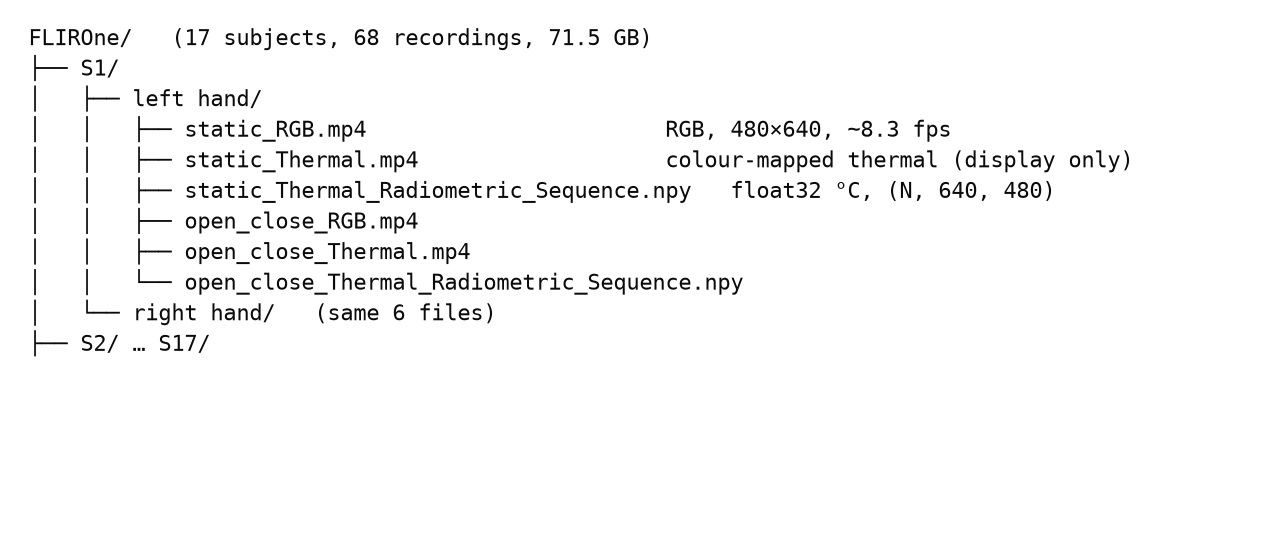 FLIROne/   (17 subjects, 68 recordings, 71.5 GB)
├── S1/
│   ├── left hand/
│   │   ├── static_RGB.mp4                       RGB, 480×640, ~8.3 fps
│   │   ├── static_Thermal.mp4                   colour-mapped thermal (display only)
│   │   ├── static_Thermal_Radiometric_Sequence.npy   float32 °C, (N, 640, 480)
│   │   ├── open_close_RGB.mp4
│   │   ├── open_close_Thermal.mp4
│   │   └── open_close_Thermal_Radiometric_Sequence.npy
│   └── right hand/   (same 6 files)
├── S2/ … S17/